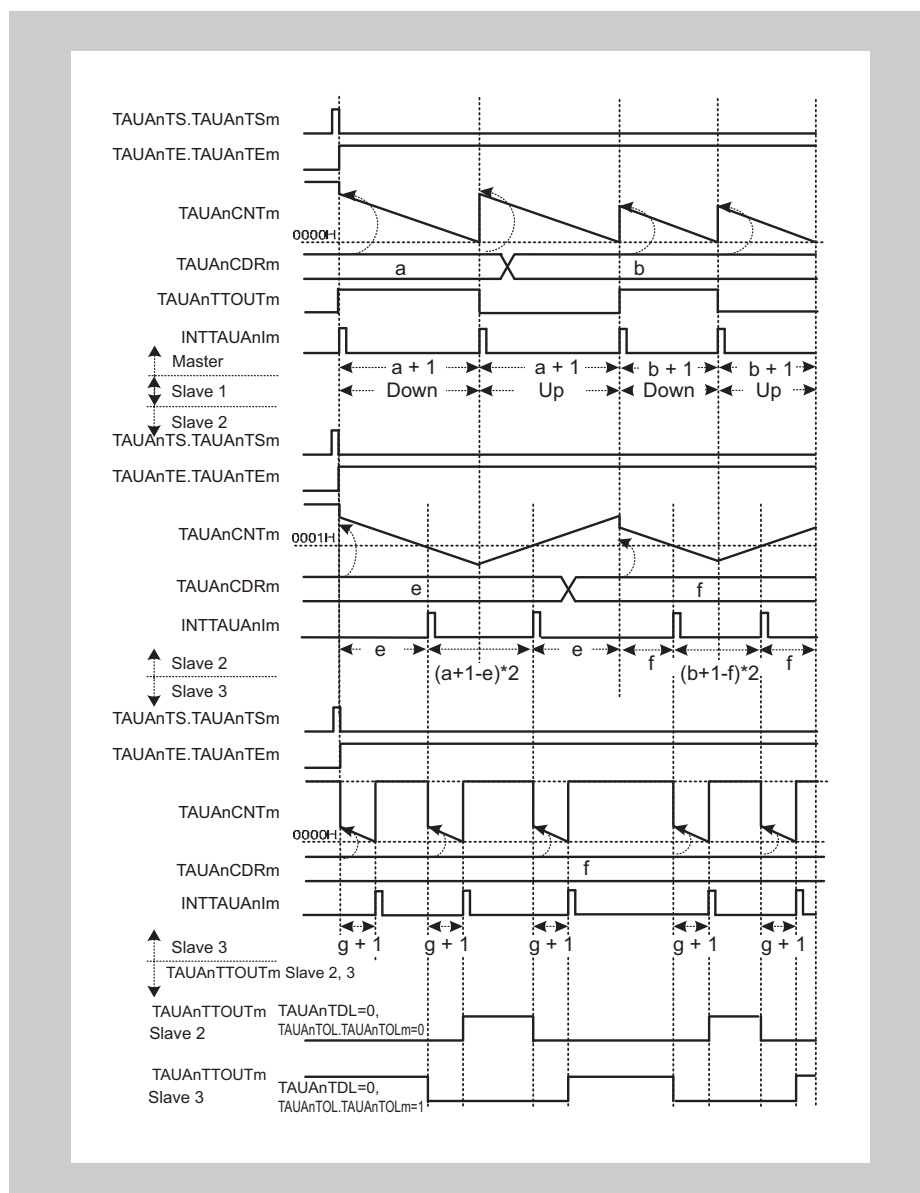 TAUAnTS.TAUAnTSm
TAUAnTE.TAUAnTEm
TAUAnCNTm
0000H
TAUAnCDRm
a
b
TAUAnTTOUTm
INTTAUAnIm
Master
a + 1
a + 1
b + 1
b + 1
Slave 1
Down
Up
Down
Up
Slave 2
TAUAnTS.TAUAnTSm
TAUAnTE.TAUAnTEm
TAUAnCNTm
0001H
TAUAnCDRm
e
f
INTTAUAnIm
e
e
f
f
Slave 2
(a+1-e)*2
(b+1-f)*2
Slave 3
TAUAnTS.TAUAnTSm
TAUAnTE.TAUAnTEm
TAUAnCNTm
0000H
TAUAnCDRm
f
INTTAUAnIm
Slave 3
g + 1
g + 1
g + 1
g + 1
g + 1
TAUAnTTOUTm Slave 2, 3
TAUAnTTOUTm
Slave 2
TAUAnTDL=0,
TAUAnTOL.TAUAnTOLm=0
TAUAnTTOUTm
Slave 3
TAUAnTDL=0,
TAUAnTOL.TAUAnTOLm=1